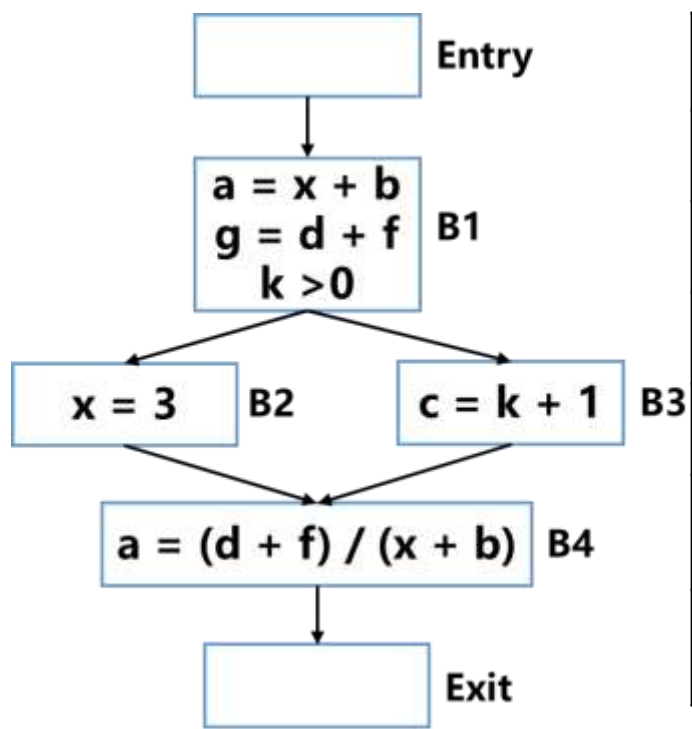 Entry
a = x + b
g = d + f
k >0
B1
x = 3
B2
c = k + 1
B3
a = (d + f) / (x + b)
B4
Exit